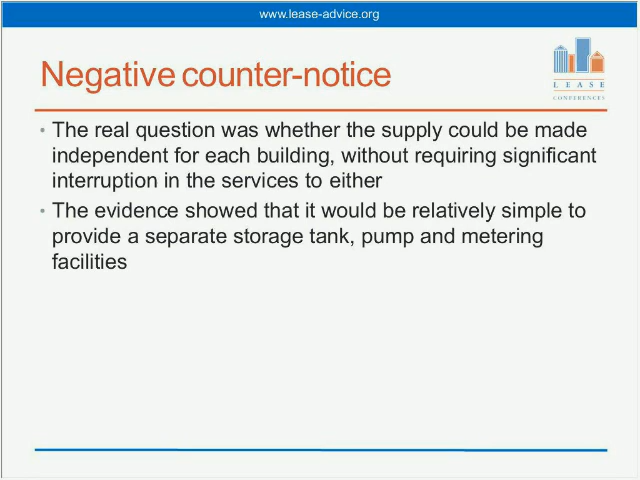 www.lease-advice.org
Negative counter-notice
LEASE
CONFERENCES
• The real question was whether the supply could be made
independent for each building, without requiring significant
interruption in the services to either
• The evidence showed that it would be relatively simple to
provide a separate storage tank, pump and metering
facilities